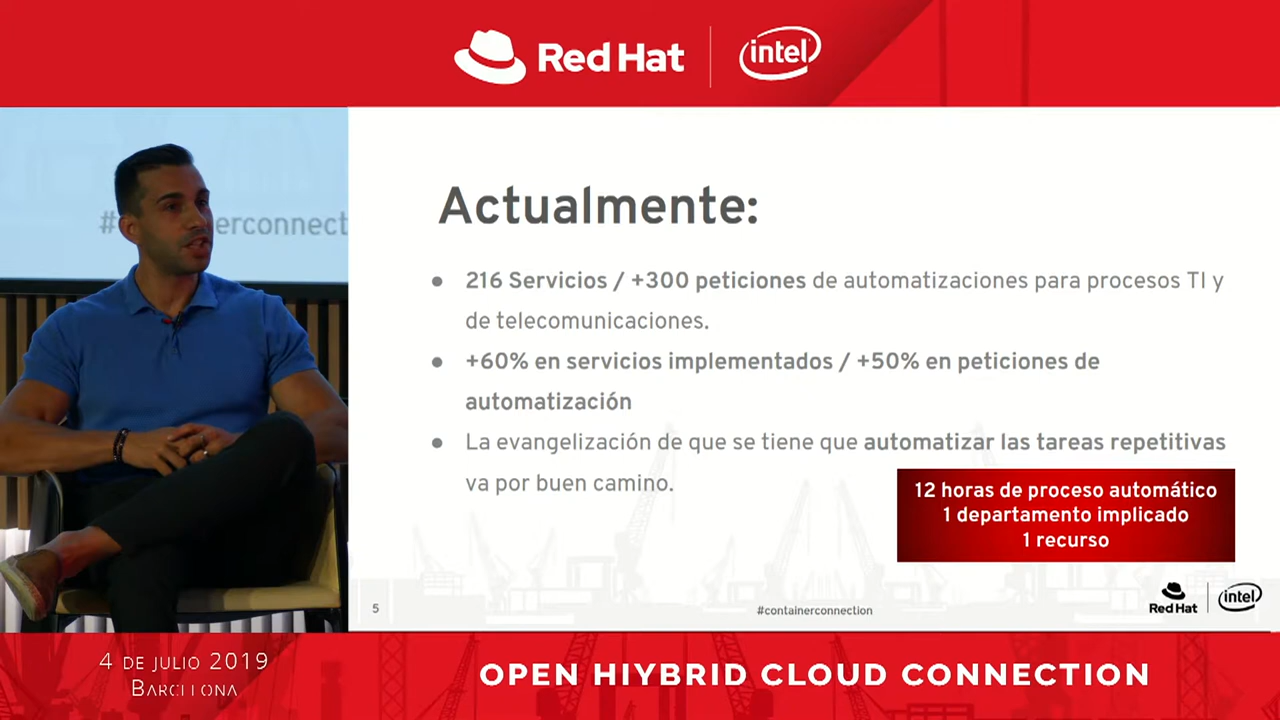 Red Hat
intel
#
erconnect
Actualmente:
● 216 Servicios / +300 peticiones de automatizaciones para procesos TI y
de telecomunicaciones.
● +60% en servicios implementados / +50% en peticiones de
automatización
● La evangelización de que se tiene que automatizar las tareas repetitivas
va por buen camino.
12 horas de proceso automático
1 departamento implicado
1 recurso
5
#containerconnection
Red Hat
intel
4 DE JULIO 2019
BARCELONA
OPEN HIYBRID CLOUD CONNECTION